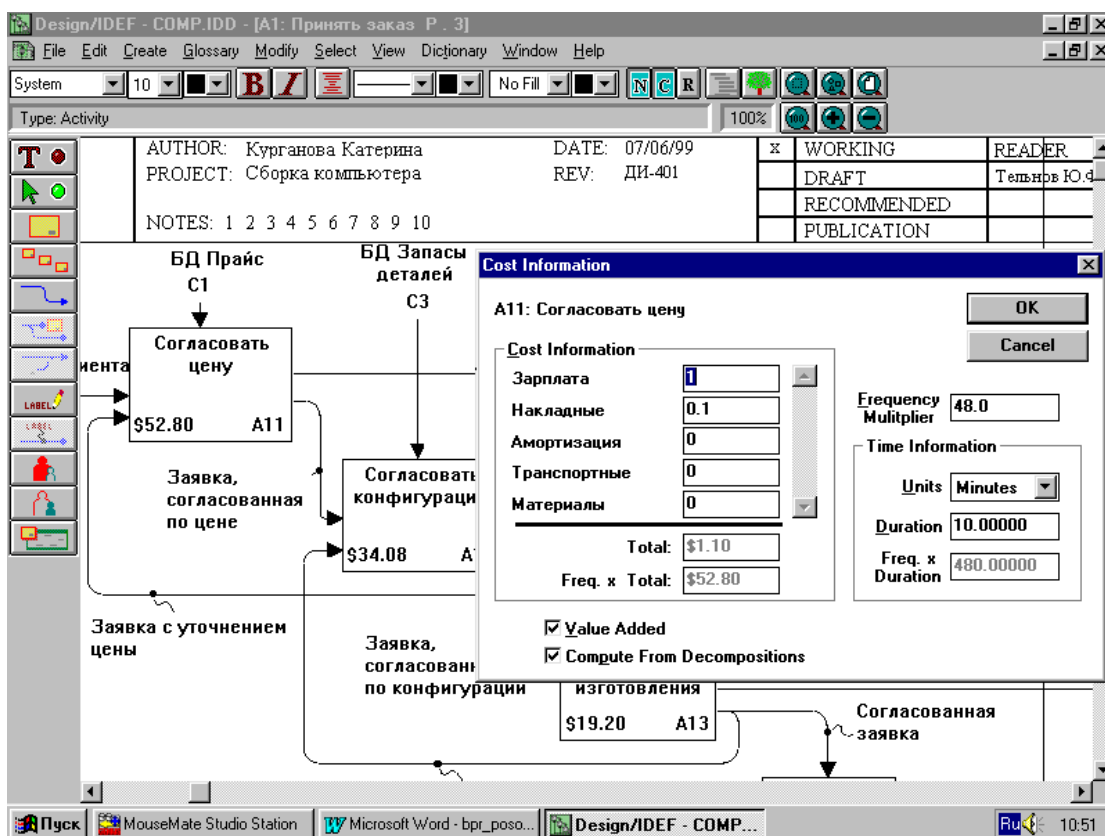 Design/IDEF - COMP.IDD - [A1: Принять заказ P . 3]
File Edit Create Glossary Modify Select View Dictionary Window Help
System 10 B I No Fill N C R
Type: Activity 100%
AUTHOR: Курганова Катерина DATE: 07/06/99 x WORKING READER
PROJECT: Сборка компьютера REV: ДИ-401 DRAFT Тельнов Ю.Ф
RECOMMENDED
NOTES: 1 2 3 4 5 6 7 8 9 10 PUBLICATION
БД Прайс
C1
БД Запасы
деталей
C3
иента
Согласовать
цену
$52.80 A11
Заявка,
согласованная
по цене
Согласовать
конфигураци
$34.08
Заявка с уточнением
цены
Заявка,
согласованн
по конфигурации
изготовления
$19.20 A13
Согласованная
заявка
Cost Information
A11: Согласовать цену
OK
Cancel
Cost Information
Зарплата 1
Накладные 0.1
Амортизация 0
Транспортные 0
Материалы 0
Total: $1.10
Freq. x Total: $52.80
Frequency
Mulitplier 48.0
Time Information
Units Minutes
Duration 10.00000
Freq. x
Duration 480.00000
Value Added
Compute From Decompositions
T
LABEL
LABEL
Пуск MouseMate Studio Station Microsoft Word - bpr_poso... Design/IDEF - COMP... Ru 10:51